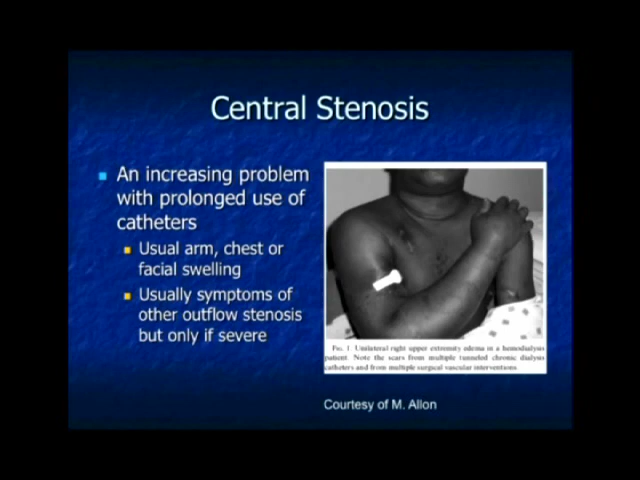 Central Stenosis
An increasing problem
with prolonged use of
catheters
Usual arm, chest or
facial swelling
Usually symptoms of
other outflow stenosis
but only if severe
FIG. 1 Unilateral right upper extremity edema in a hemodialysis
patient. Note the scars from multiple tunneled chronic dialysis
catheters and from multiple surgical vascular interventions
Courtesy of M. Allon